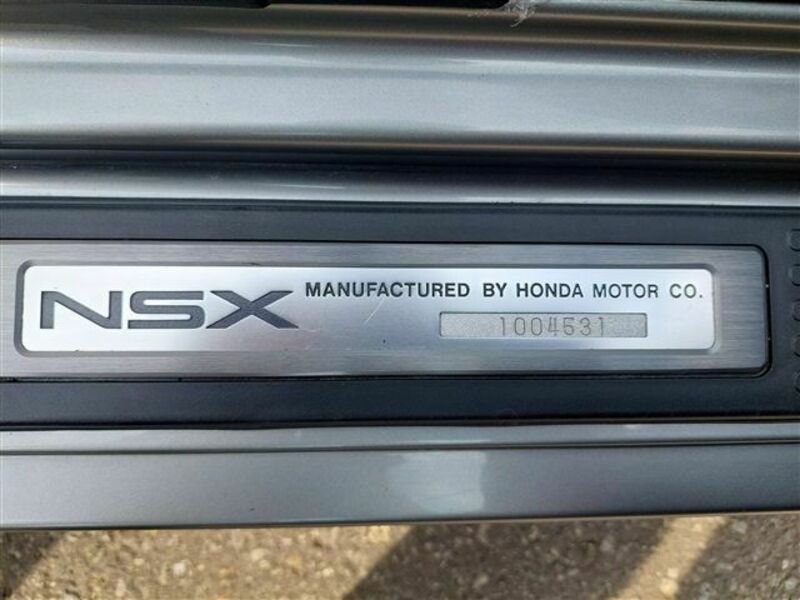 NSX MANUFACTURED BY HONDA MOTOR CO.
1004531